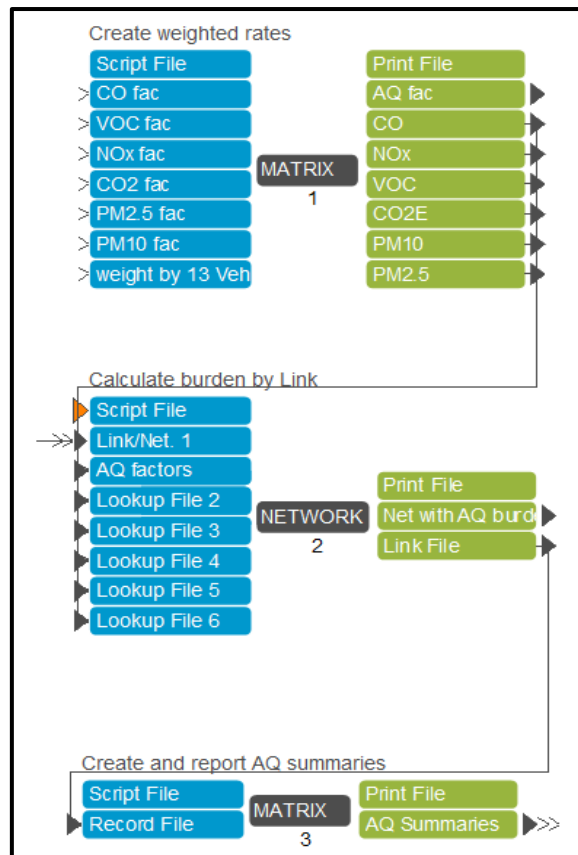 Create weighted rates
Script File
CO fac
VOC fac
NOx fac
CO2 fac
PM2.5 fac
PM10 fac
weight by 13 Veh
MATRIX
1
Print File
AQ fac
CO
NOx
VOC
CO2E
PM10
PM2.5
Calculate burden by Link
Script File
Link/Net. 1
AQ factors
Lookup File 2
Lookup File 3
Lookup File 4
Lookup File 5
Lookup File 6
NETWORK
2
Print File
Net with AQ burd
Link File
Create and report AQ summaries
Script File
Record File
MATRIX
3
Print File
AQ Summaries